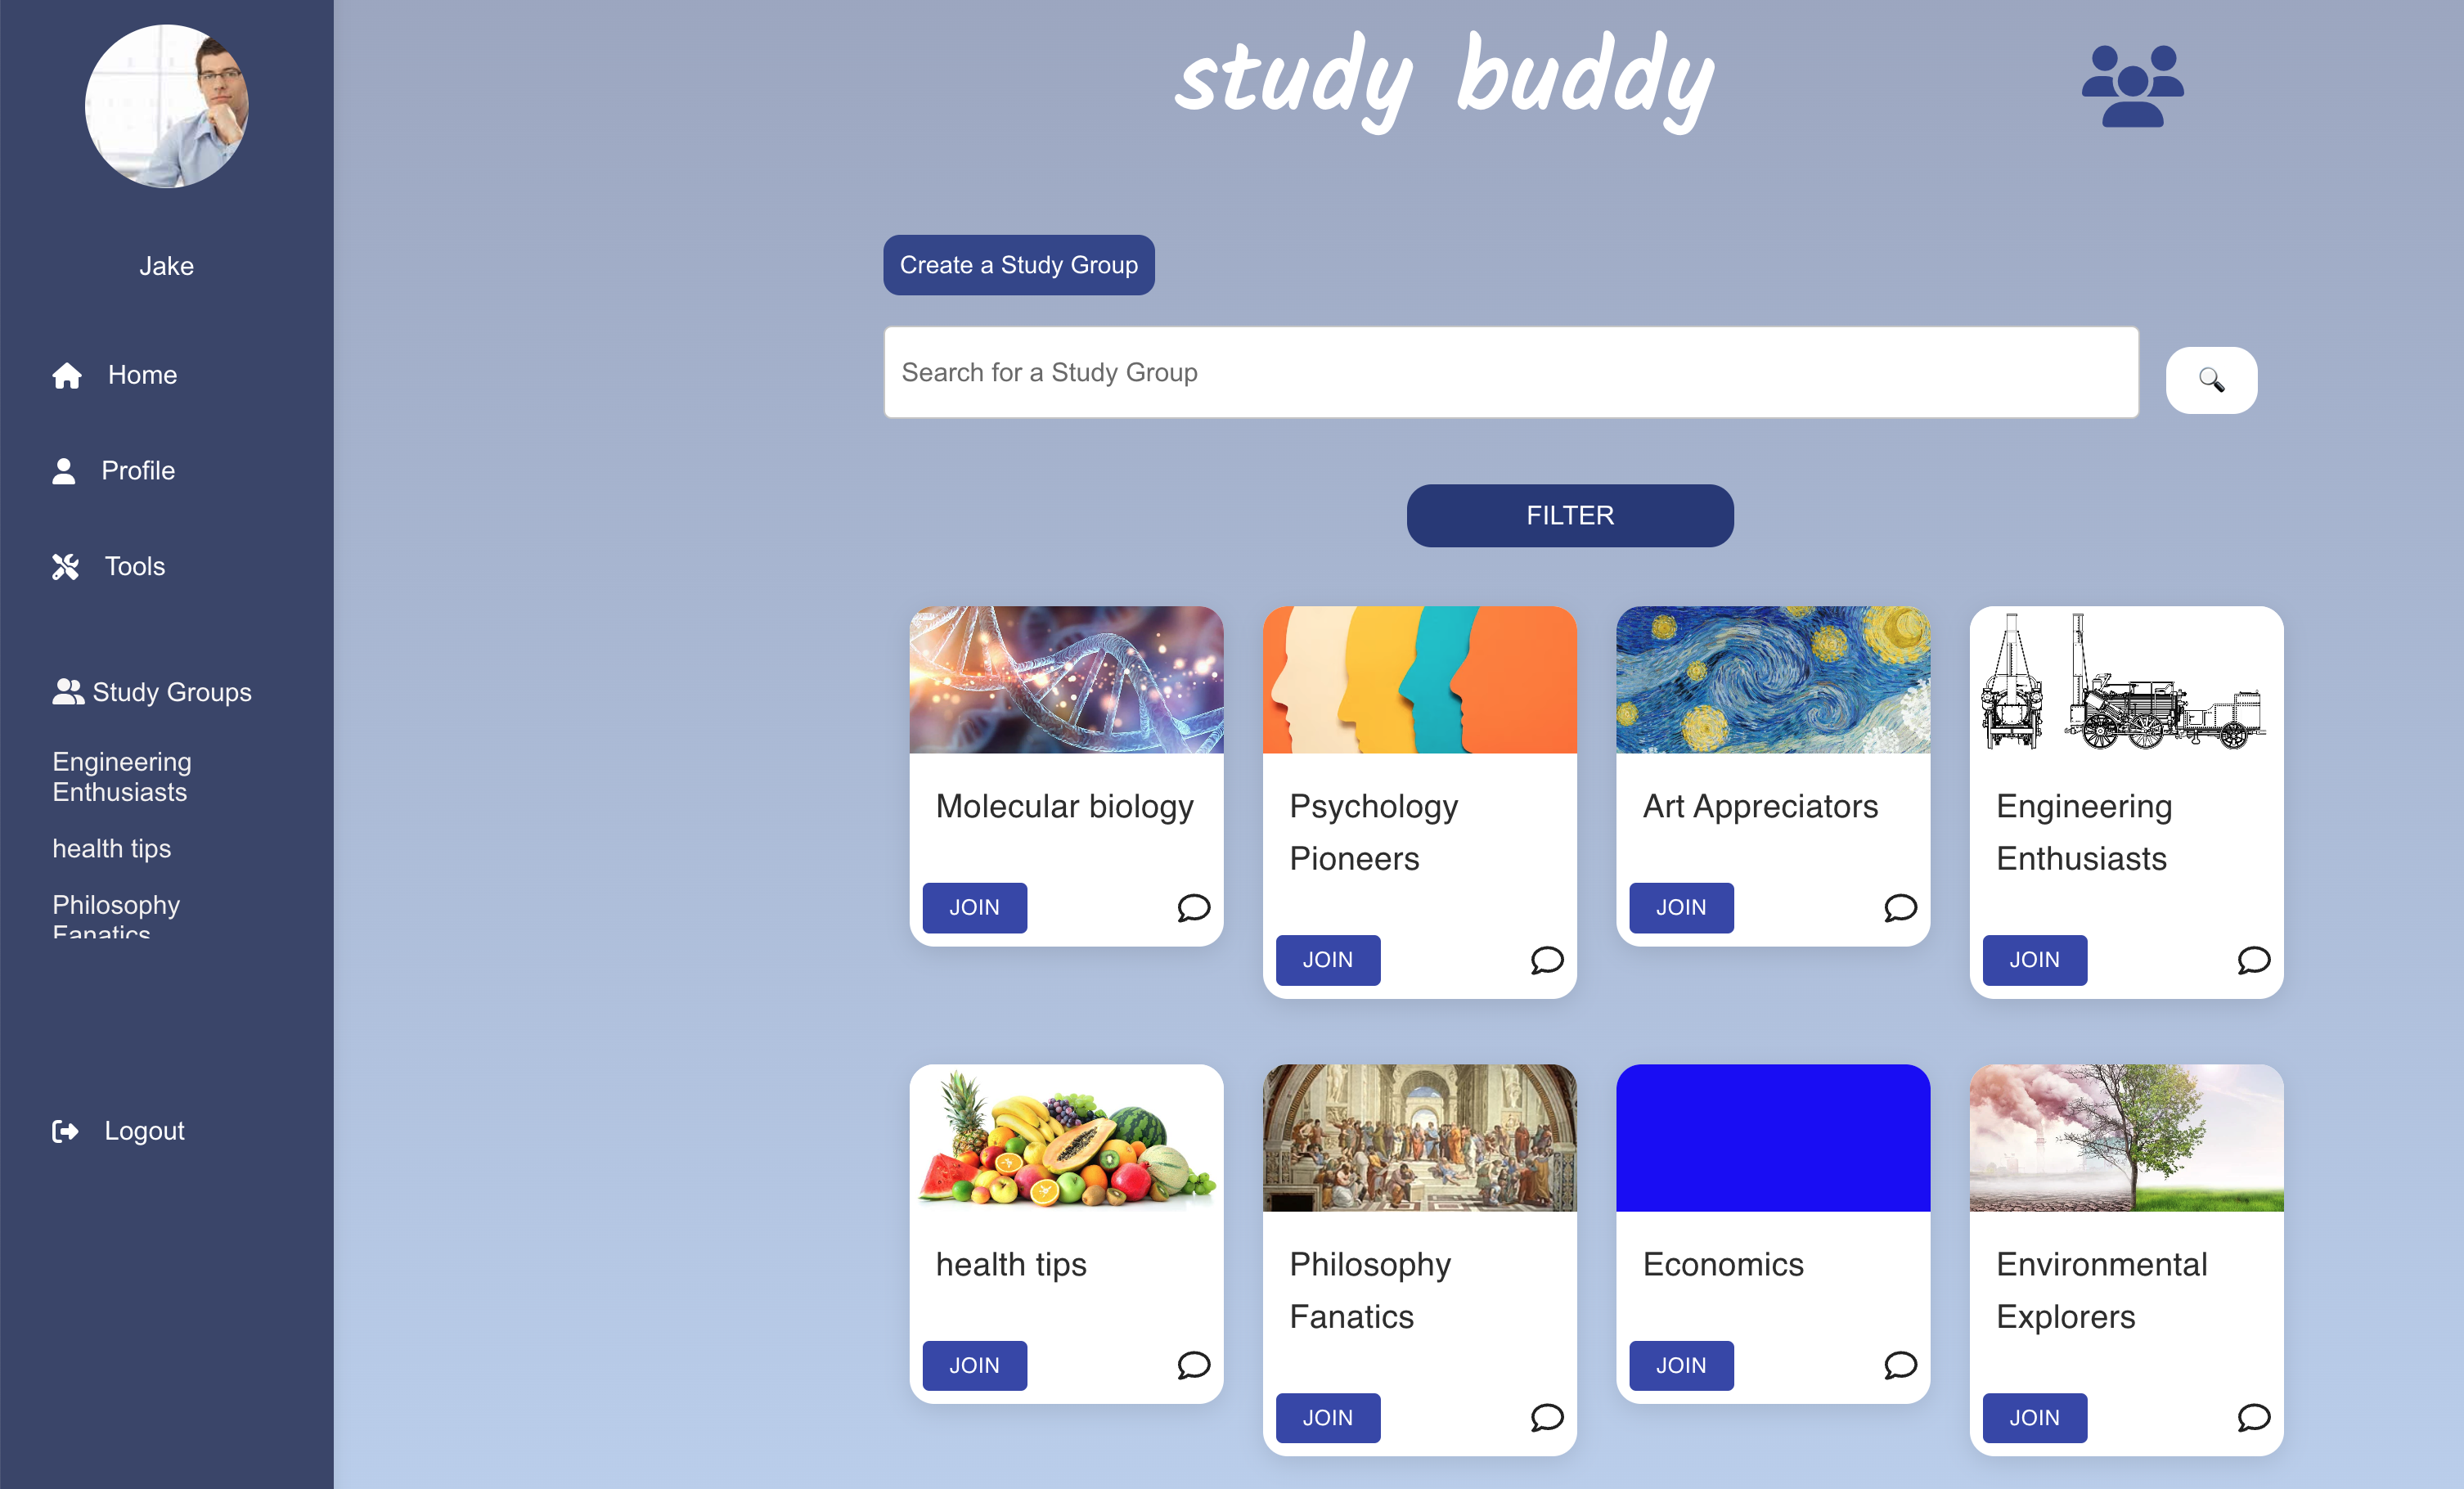 study buddy
Jake
Home
Profile
Tools
Study Groups
Engineering
Enthusiasts
health tips
Philosophy
Fanatics
Logout
Create a Study Group
Search for a Study Group
FILTER
Molecular biology
JOIN
Psychology
Pioneers
JOIN
Art Appreciators
JOIN
Engineering
Enthusiasts
JOIN
health tips
JOIN
Philosophy
Fanatics
JOIN
Economics
JOIN
Environmental
Explorers
JOIN